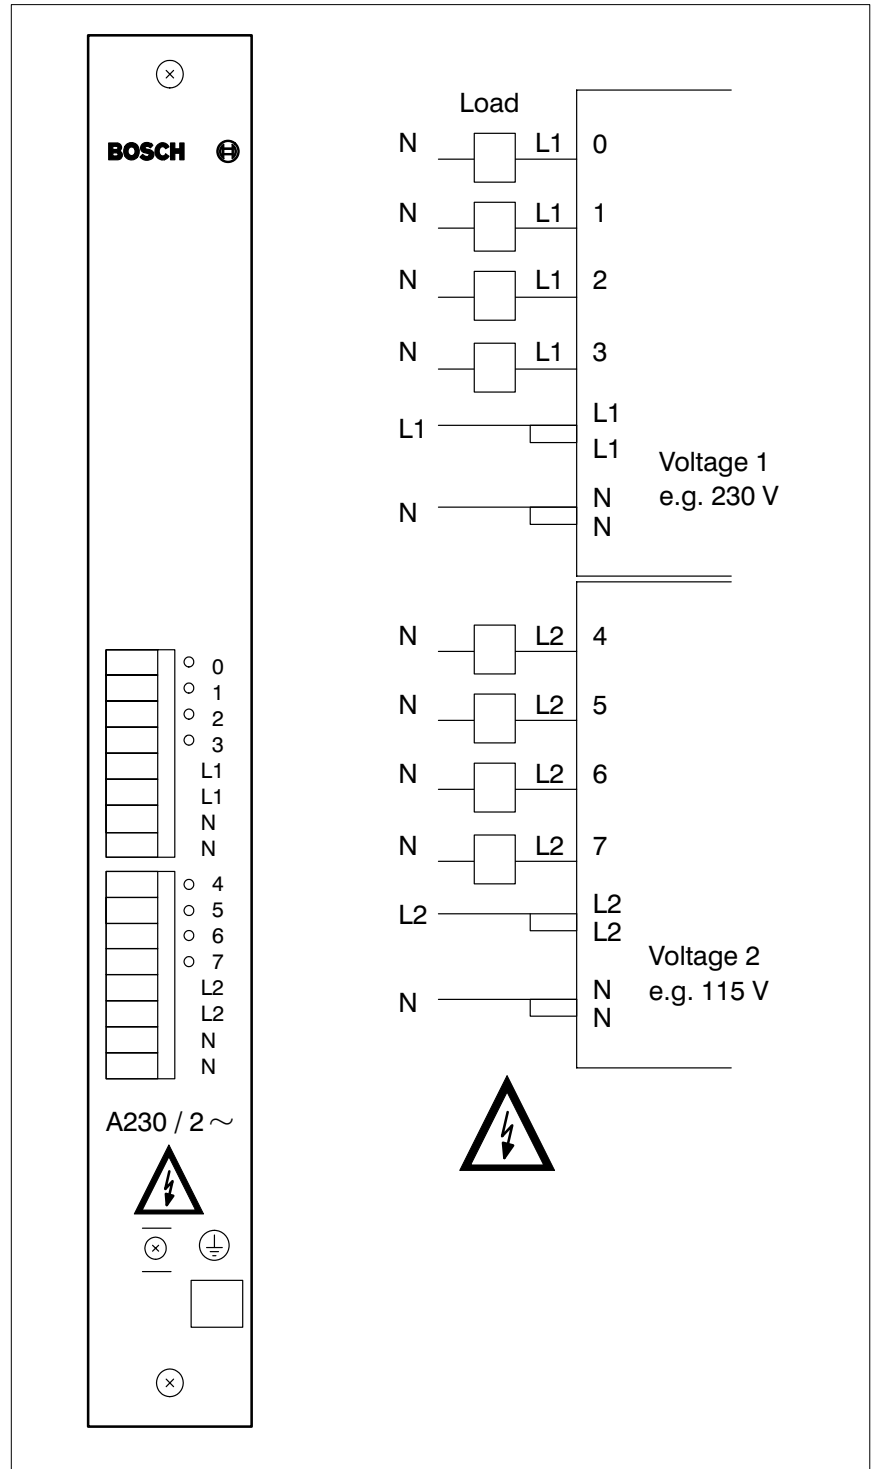 BOSCH
0
1
2
3
L1
L1
N
N
4
5
6
7
L2
L2
N
N
A230 / 2 ~
Load
N L1 0
N L1 1
N L1 2
N L1 3
L1 L1
L1
Voltage 1
e.g. 230 V
N N
N
N L2 4
N L2 5
N L2 6
N L2 7
L2 L2
L2
Voltage 2
e.g. 115 V
N N
N